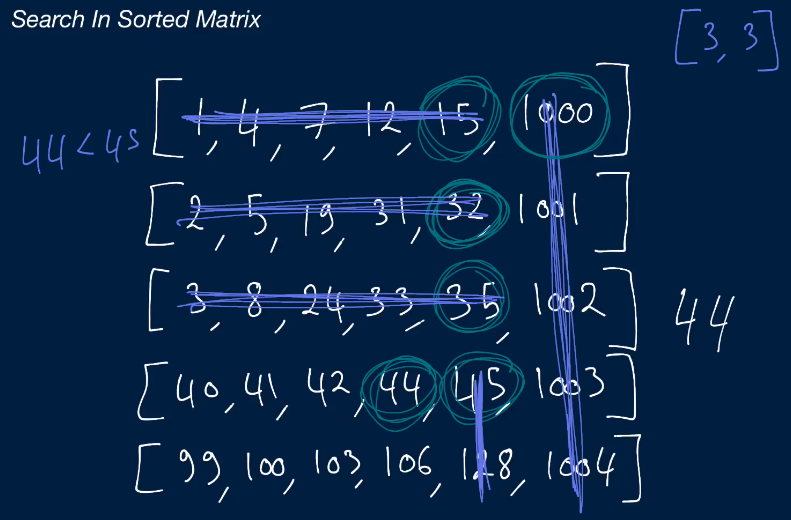 Search In Sorted Matrix
[3, 3]
[1, 4, 7, 12, 15, 1000]
44<45
[2, 5, 19, 31, 32, 1001]
[3, 8, 24, 33, 35, 1002]
44
[40, 41, 42, 44, 45, 1003]
[99, 100, 103, 106, 128, 1004]